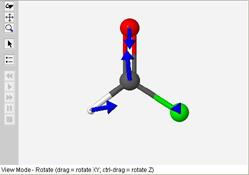 View Mode - Rotate (drag = rotate XY; ctrl-drag = rotate Z)